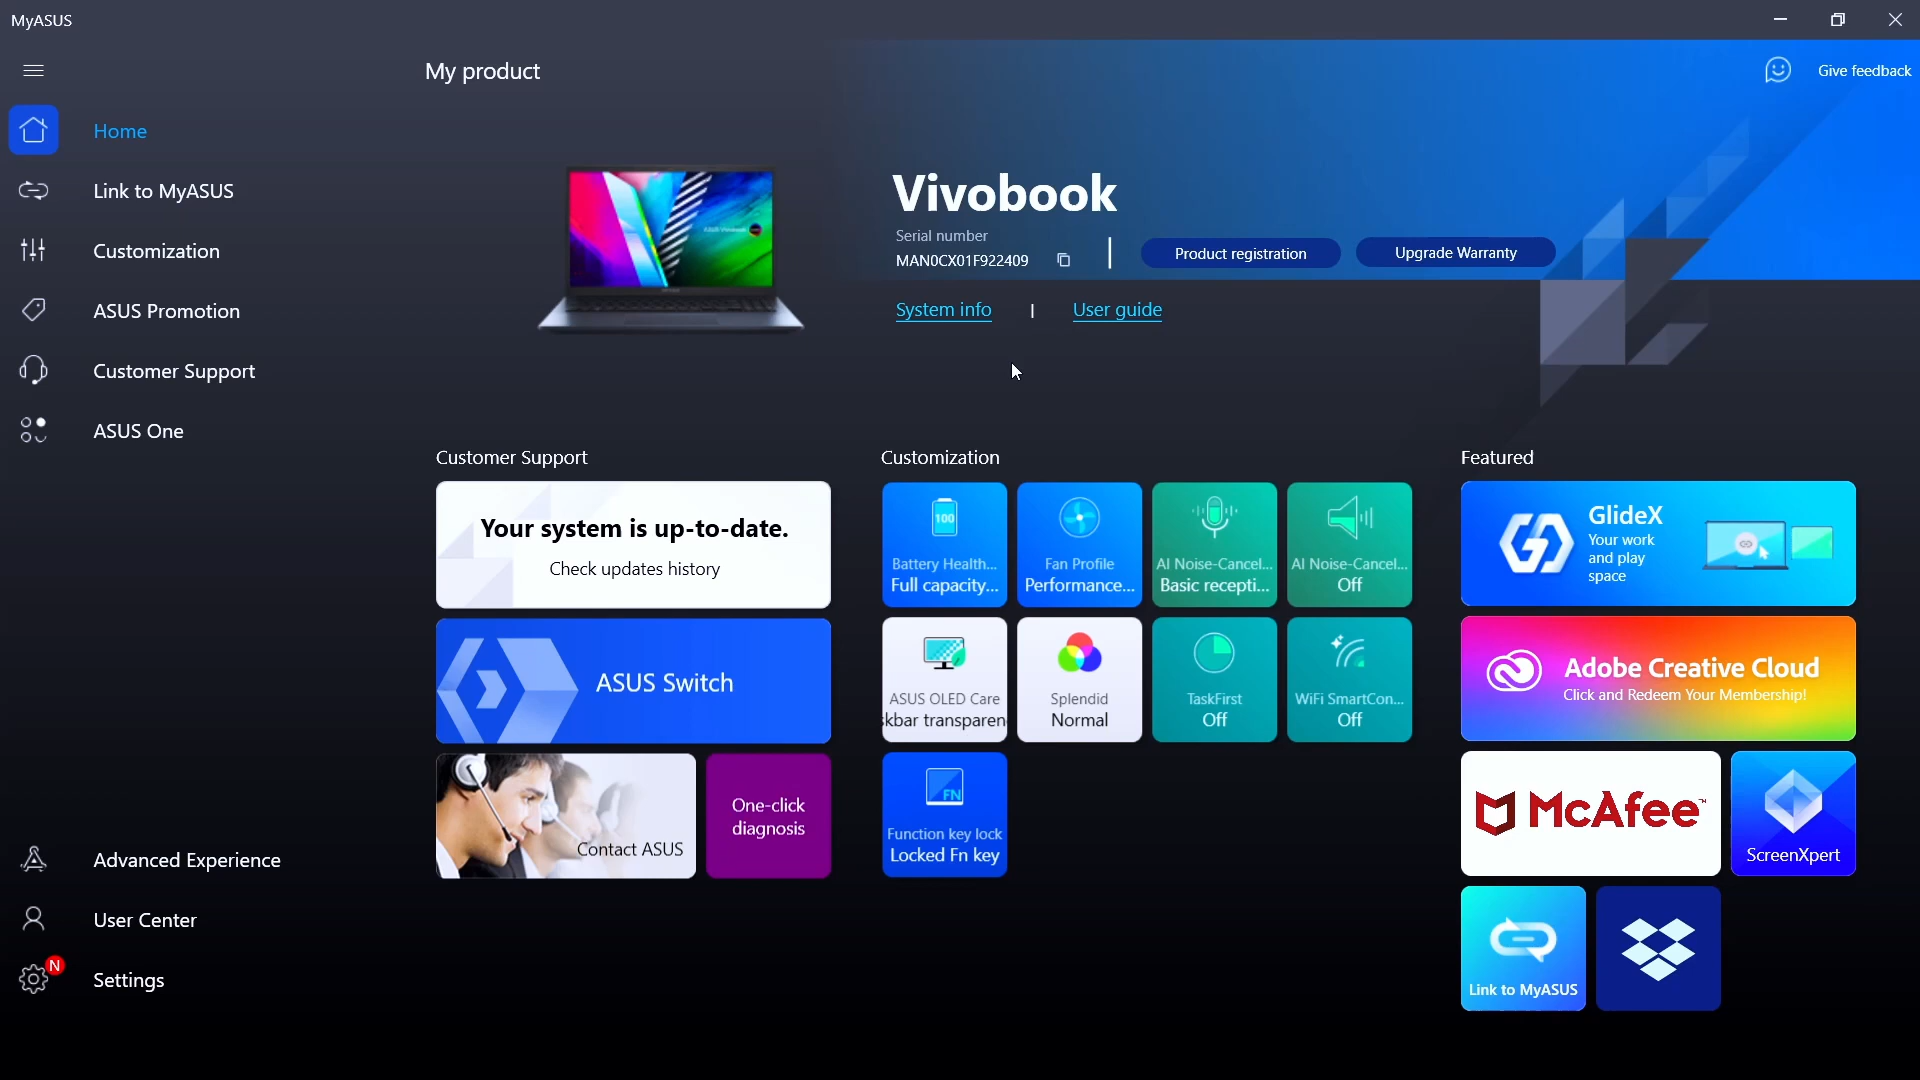 MyASUS
My product
Give feedback
Home
Link to MyASUS
Customization
ASUS Promotion
Customer Support
ASUS One
Advanced Experience
User Center
N
Settings
Vivobook
Serial number
MAN0CX01F922409
Product registration
Upgrade Warranty
System info | User guide
Customer Support
Your system is up-to-date.
Check updates history
ASUS Switch
Contact ASUS
One-click
diagnosis
Customization
100
Battery Health...
Full capacity...
Fan Profile
Performance...
AI Noise-Cancel...
Basic recepti...
AI Noise-Cancel...
Off
ASUS OLED Care
kbar transparen
Splendid
Normal
TaskFirst
Off
WiFi SmartCon...
Off
FN
Function key lock
Locked Fn key
Featured
GlideX
Your work
and play
space
Adobe Creative Cloud
Click and Redeem Your Membership!
McAfee™
ScreenXpert
Link to MyASUS